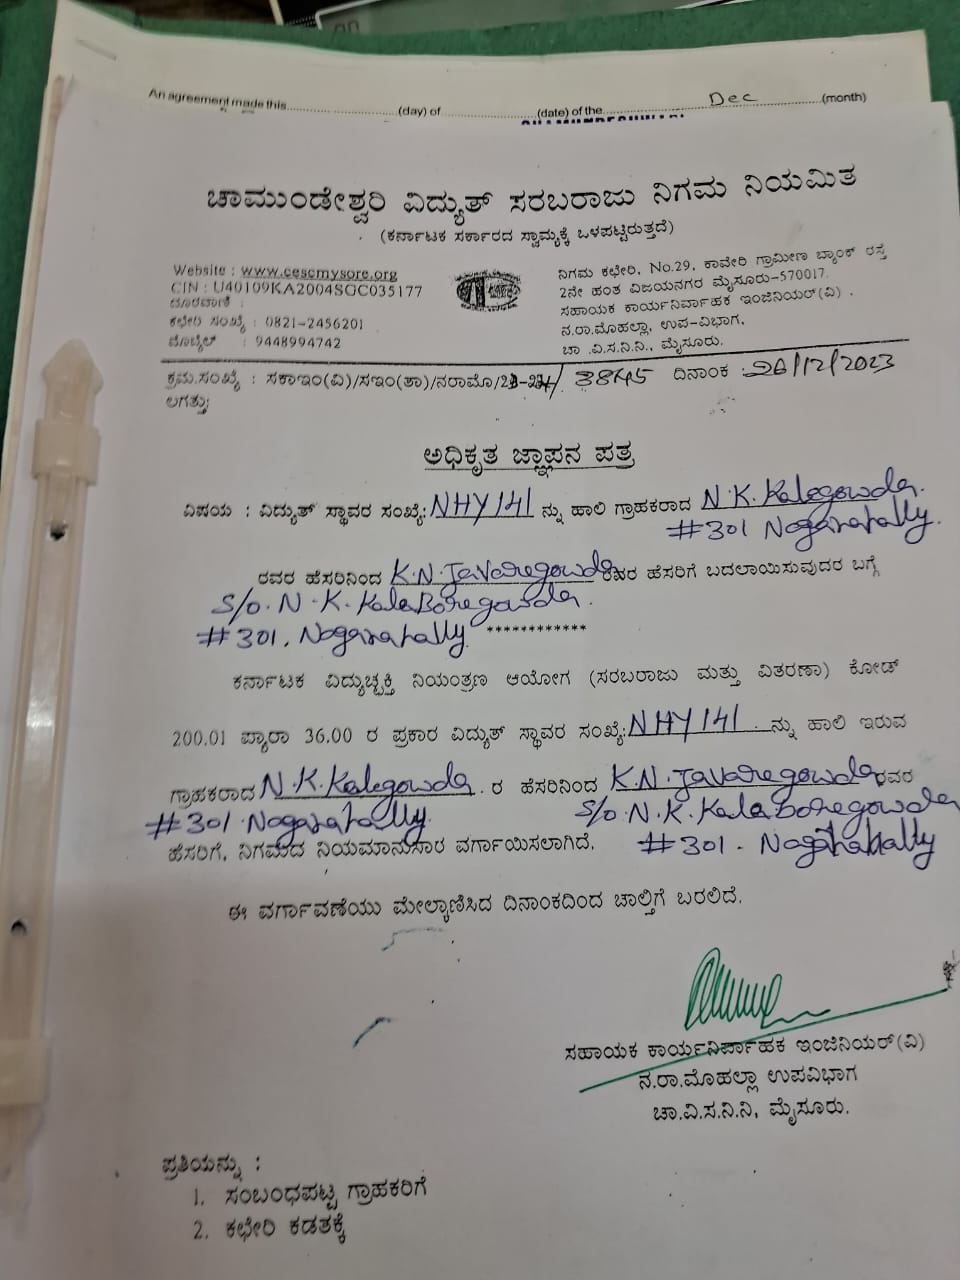 An agreement made this..................(day) of ..................(date) of the.......... Dec ..........(month)
ಚಾಮುಂಡೇಶ್ವರಿ ವಿದ್ಯುತ್ ಸರಬರಾಜು ನಿಗಮ ನಿಯಮಿತ
(ಕರ್ನಾಟಕ ಸರ್ಕಾರದ ಸ್ವಾಮ್ಯಕ್ಕೆ ಒಳಪಟ್ಟಿರುತ್ತದೆ)
Website : www.cescmysore.org
CIN : U40109KA2004SGC035177
ದೂರವಾಣಿ :
ಕಛೇರಿ ಸಂಖ್ಯೆ : 0821-2456201
ಮೊಬೈಲ್ : 9448994742
ನಿಗಮ ಕಛೇರಿ, No.29, ಕಾವೇರಿ ಗ್ರಾಮೀಣ ಬ್ಯಾಂಕ್ ರಸ್ತೆ
2ನೇ ಹಂತ ವಿಜಯನಗರ ಮೈಸೂರು-570017.
ಸಹಾಯಕ ಕಾರ್ಯನಿರ್ವಾಹಕ ಇಂಜಿನಿಯರ್(ವಿ) .
ನ.ರಾ.ಮೊಹಲ್ಲಾ, ಉಪ-ವಿಭಾಗ,
ಚಾ .ವಿ.ಸ.ನಿ.ನಿ., ಮೈಸೂರು.
ಕ್ರಮ.ಸಂಖ್ಯೆ : ಸಕಾಇಂ(ವಿ)/ಸಇಂ(ತಾ)/ನರಾಮೊ/ 3845 ದಿನಾಂಕ :26/12/2023
ಲಗತ್ತು:
ಅಧಿಕೃತ ಜ್ಞಾಪನ ಪತ್ರ
ವಿಷಯ : ವಿದ್ಯುತ್ ಸ್ಥಾವರ ಸಂಖ್ಯೆ: NHY141 ನ್ನು ಹಾಲಿ ಗ್ರಾಹಕರಾದ N.K.Kalegowda.
#301 Nagarahally.
ರವರ ಹೆಸರಿನಿಂದ K.N.Javaregowda ರವರ ಹೆಸರಿಗೆ ಬದಲಾಯಿಸುವುದರ ಬಗ್ಗೆ
S/o. N.K.KalaBoregowda.
#301. Nagarahally. ************
ಕರ್ನಾಟಕ ವಿದ್ಯುಚ್ಛಕ್ತಿ ನಿಯಂತ್ರಣ ಆಯೋಗ (ಸರಬರಾಜು ಮತ್ತು ವಿತರಣಾ) ಕೋಡ್
200.01 ಪ್ಯಾರಾ 36.00 ರ ಪ್ರಕಾರ ವಿದ್ಯುತ್ ಸ್ಥಾವರ ಸಂಖ್ಯೆ: NHY141 ನ್ನು ಹಾಲಿ ಇರುವ
ಗ್ರಾಹಕರಾದ N.K.Kalegowda ರ ಹೆಸರಿನಿಂದ K.N.Javaregowda ರವರ
#301 Nagarahally. S/o.N.K.KalaBoregowda
ಹೆಸರಿಗೆ, ನಿಗಮದ ನಿಯಮಾನುಸಾರ ವರ್ಗಾಯಿಸಲಾಗಿದೆ. #301. Nagarahally
ಈ ವರ್ಗಾವಣೆಯು ಮೇಲ್ಕಾಣಿಸಿದ ದಿನಾಂಕದಿಂದ ಚಾಲ್ತಿಗೆ ಬರಲಿದೆ.
ಸಹಾಯಕ ಕಾರ್ಯನಿರ್ವಾಹಕ ಇಂಜಿನಿಯರ್(ವಿ)
ನ.ರಾ.ಮೊಹಲ್ಲಾ ಉಪವಿಭಾಗ
ಚಾ.ವಿ.ಸ.ನಿ.ನಿ, ಮೈಸೂರು.
ಪ್ರತಿಯನ್ನು :
1. ಸಂಬಂಧಪಟ್ಟ ಗ್ರಾಹಕರಿಗೆ
2. ಕಛೇರಿ ಕಡತಕ್ಕೆ